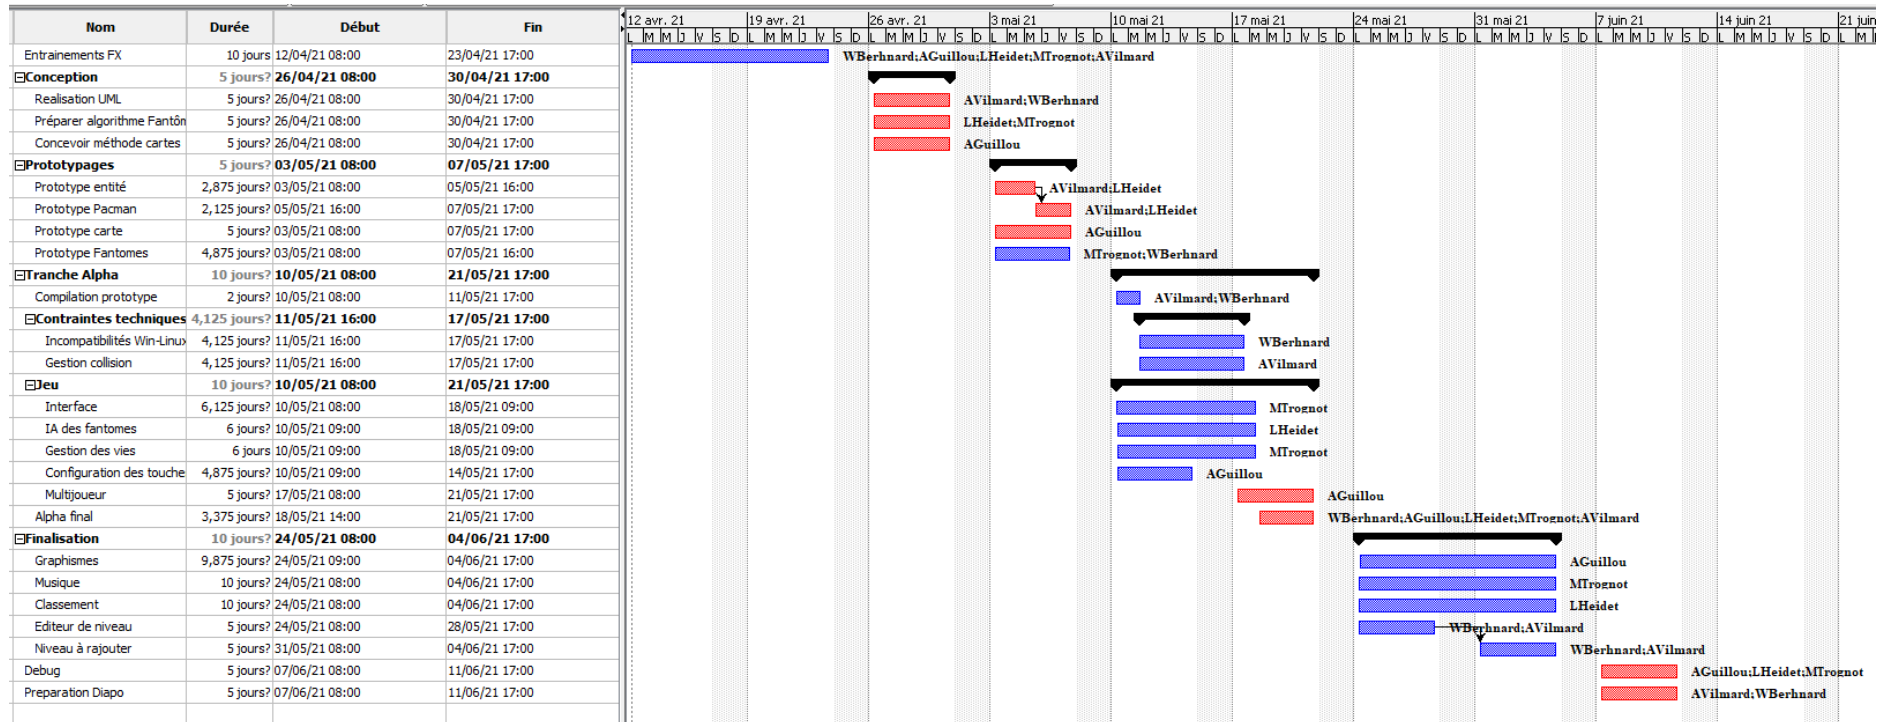 Nom Durée Début Fin
12 avr. 21 19 avr. 21 26 avr. 21 3 mai 21 10 mai 21 17 mai 21 24 mai 21 31 mai 21 7 juin 21 14 juin 21 21 juin
L M M J V S D L M M J V S D L M M J V S D L M M J V S D L M M J V S D L M M J V S D L M M J V S D L M M J V S D L M M J V S D L M M J V S D L M
Entrainements FX 10 jours 12/04/21 08:00 23/04/21 17:00 WBerhnard;AGuillou;LHeidet;MTrognot;AVilmard
Conception 5 jours? 26/04/21 08:00 30/04/21 17:00
Realisation UML 5 jours? 26/04/21 08:00 30/04/21 17:00 AVilmard;WBerhnard
Préparer algorithme Fantôm 5 jours? 26/04/21 08:00 30/04/21 17:00 LHeidet;MTrognot
Concevoir méthode cartes 5 jours? 26/04/21 08:00 30/04/21 17:00 AGuillou
Prototypages 5 jours? 03/05/21 08:00 07/05/21 17:00
Prototype entité 2,875 jours? 03/05/21 08:00 05/05/21 16:00 AVilmard;LHeidet
Prototype Pacman 2,125 jours? 05/05/21 16:00 07/05/21 17:00 AVilmard;LHeidet
Prototype carte 5 jours? 03/05/21 08:00 07/05/21 17:00 AGuillou
Prototype Fantomes 4,875 jours? 03/05/21 08:00 07/05/21 16:00 MTrognot;WBerhnard
Tranche Alpha 10 jours? 10/05/21 08:00 21/05/21 17:00
Compilation prototype 2 jours? 10/05/21 08:00 11/05/21 17:00 AVilmard;WBerhnard
Contraintes techniques 4,125 jours? 11/05/21 16:00 17/05/21 17:00
Incompatibilités Win-Linux 4,125 jours? 11/05/21 16:00 17/05/21 17:00 WBerhnard
Gestion collision 4,125 jours? 11/05/21 16:00 17/05/21 17:00 AVilmard
Jeu 10 jours? 10/05/21 08:00 21/05/21 17:00
Interface 6,125 jours? 10/05/21 08:00 18/05/21 09:00 MTrognot
IA des fantomes 6 jours? 10/05/21 09:00 18/05/21 09:00 LHeidet
Gestion des vies 6 jours 10/05/21 09:00 18/05/21 09:00 MTrognot
Configuration des touche 4,875 jours? 10/05/21 09:00 14/05/21 17:00 AGuillou
Multijoueur 5 jours? 17/05/21 08:00 21/05/21 17:00 AGuillou
Alpha final 3,375 jours? 18/05/21 14:00 21/05/21 17:00 WBerhnard;AGuillou;LHeidet;MTrognot;AVilmard
Finalisation 10 jours? 24/05/21 08:00 04/06/21 17:00
Graphismes 9,875 jours? 24/05/21 09:00 04/06/21 17:00 AGuillou
Musique 10 jours? 24/05/21 08:00 04/06/21 17:00 MTrognot
Classement 10 jours? 24/05/21 08:00 04/06/21 17:00 LHeidet
Editeur de niveau 5 jours? 24/05/21 08:00 28/05/21 17:00 WBerhnard;AVilmard
Niveau à rajouter 5 jours? 31/05/21 08:00 04/06/21 17:00 WBerhnard;AVilmard
Debug 5 jours? 07/06/21 08:00 11/06/21 17:00 AGuillou;LHeidet;MTrognot
Preparation Diapo 5 jours? 07/06/21 08:00 11/06/21 17:00 AVilmard;WBerhnard